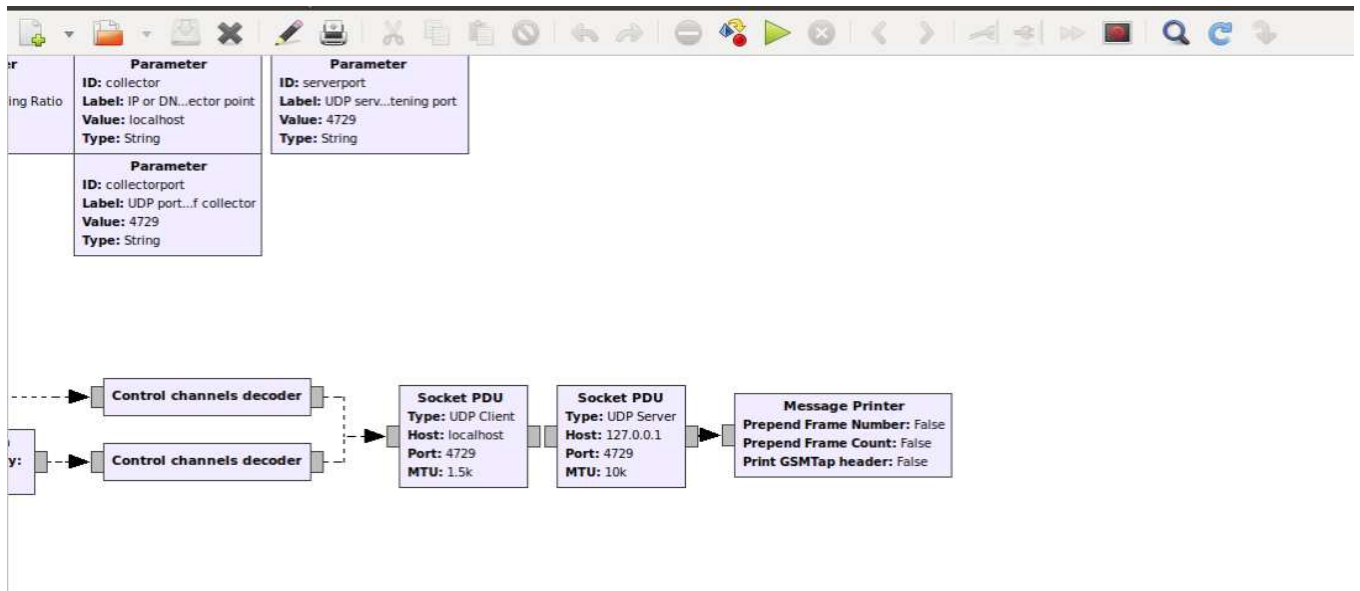 er
ing Ratio
Parameter
ID: collector
Label: IP or DN...ector point
Value: localhost
Type: String
Parameter
ID: serverport
Label: UDP serv...tening port
Value: 4729
Type: String
Parameter
ID: collectorport
Label: UDP port...f collector
Value: 4729
Type: String
y:
Control channels decoder
Control channels decoder
Socket PDU
Type: UDP Client
Host: localhost
Port: 4729
MTU: 1.5k
Socket PDU
Type: UDP Server
Host: 127.0.0.1
Port: 4729
MTU: 10k
Message Printer
Prepend Frame Number: False
Prepend Frame Count: False
Print GSMTap header: False